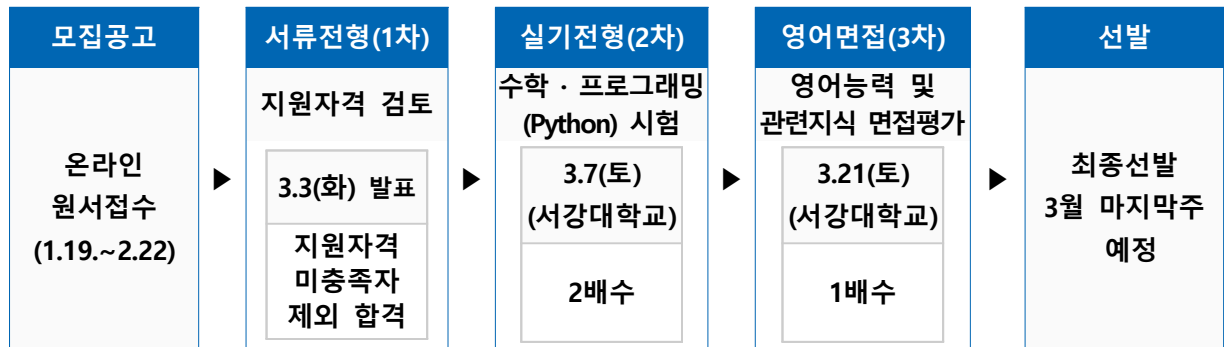 모집공고
온라인
원서접수
(1.19.~2.22)
▶
서류전형(1차)
지원자격 검토
3.3(화) 발표
지원자격
미충족자
제외 합격
▶
실기전형(2차)
수학 · 프로그래밍
(Python) 시험
3.7(토)
(서강대학교)
2배수
▶
영어면접(3차)
영어능력 및
관련지식 면접평가
3.21(토)
(서강대학교)
1배수
▶
선발
최종선발
3월 마지막주
예정